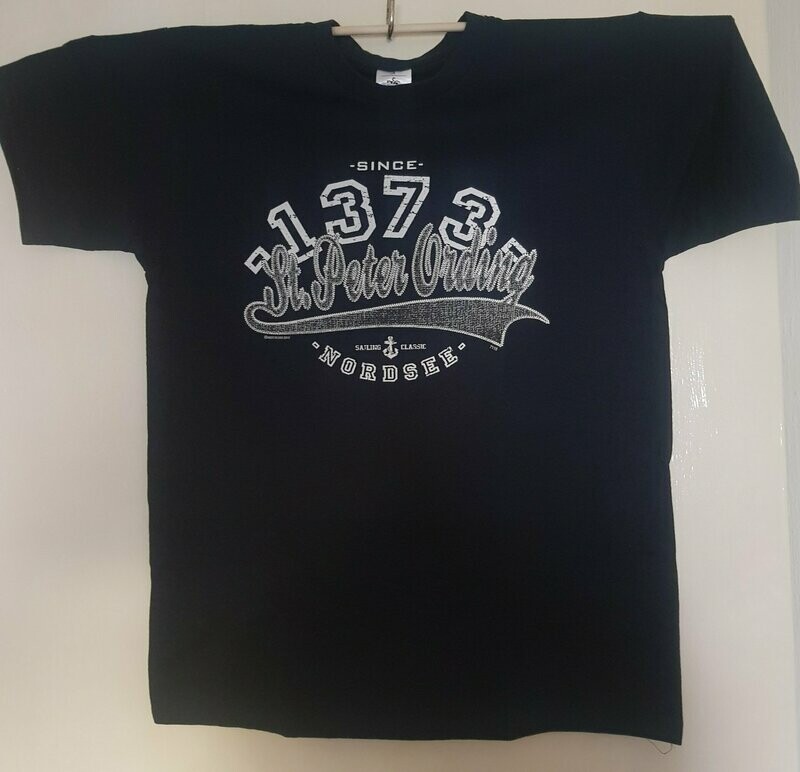 -SINCE-
'1373,
St. Peter Ording
SAILING CLASSIC
-NORDSEE-